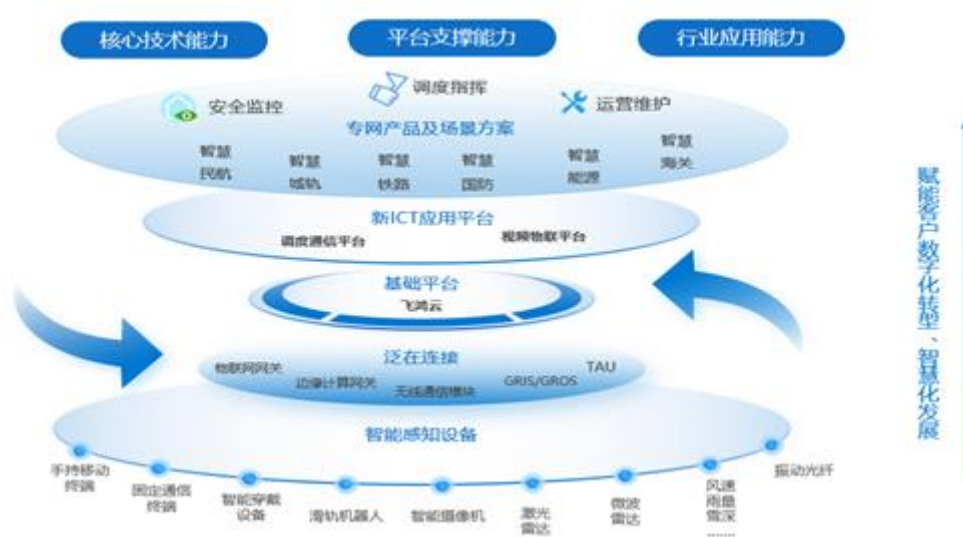 核心技术能力
平台支撑能力
行业应用能力
安全监控
调度指挥
运营维护
专网产品及场景方案
智慧
民航
智慧
城轨
智慧
铁路
智慧
国防
智慧
能源
智慧
海关
新ICT应用平台
调度通信平台
视频物联平台
基础平台
飞鸿云
泛在连接
物联网网关
边缘计算网关
无线通信模块
GRIS/GROS
TAU
智能感知设备
手持移动
终端
固定通信
终端
智能穿戴
设备
滑轨机器人
智能摄像机
激光
雷达
微波
雷达
风速
雨量
雪深
......
振动光纤
赋能客户数字化转型、智慧化发展